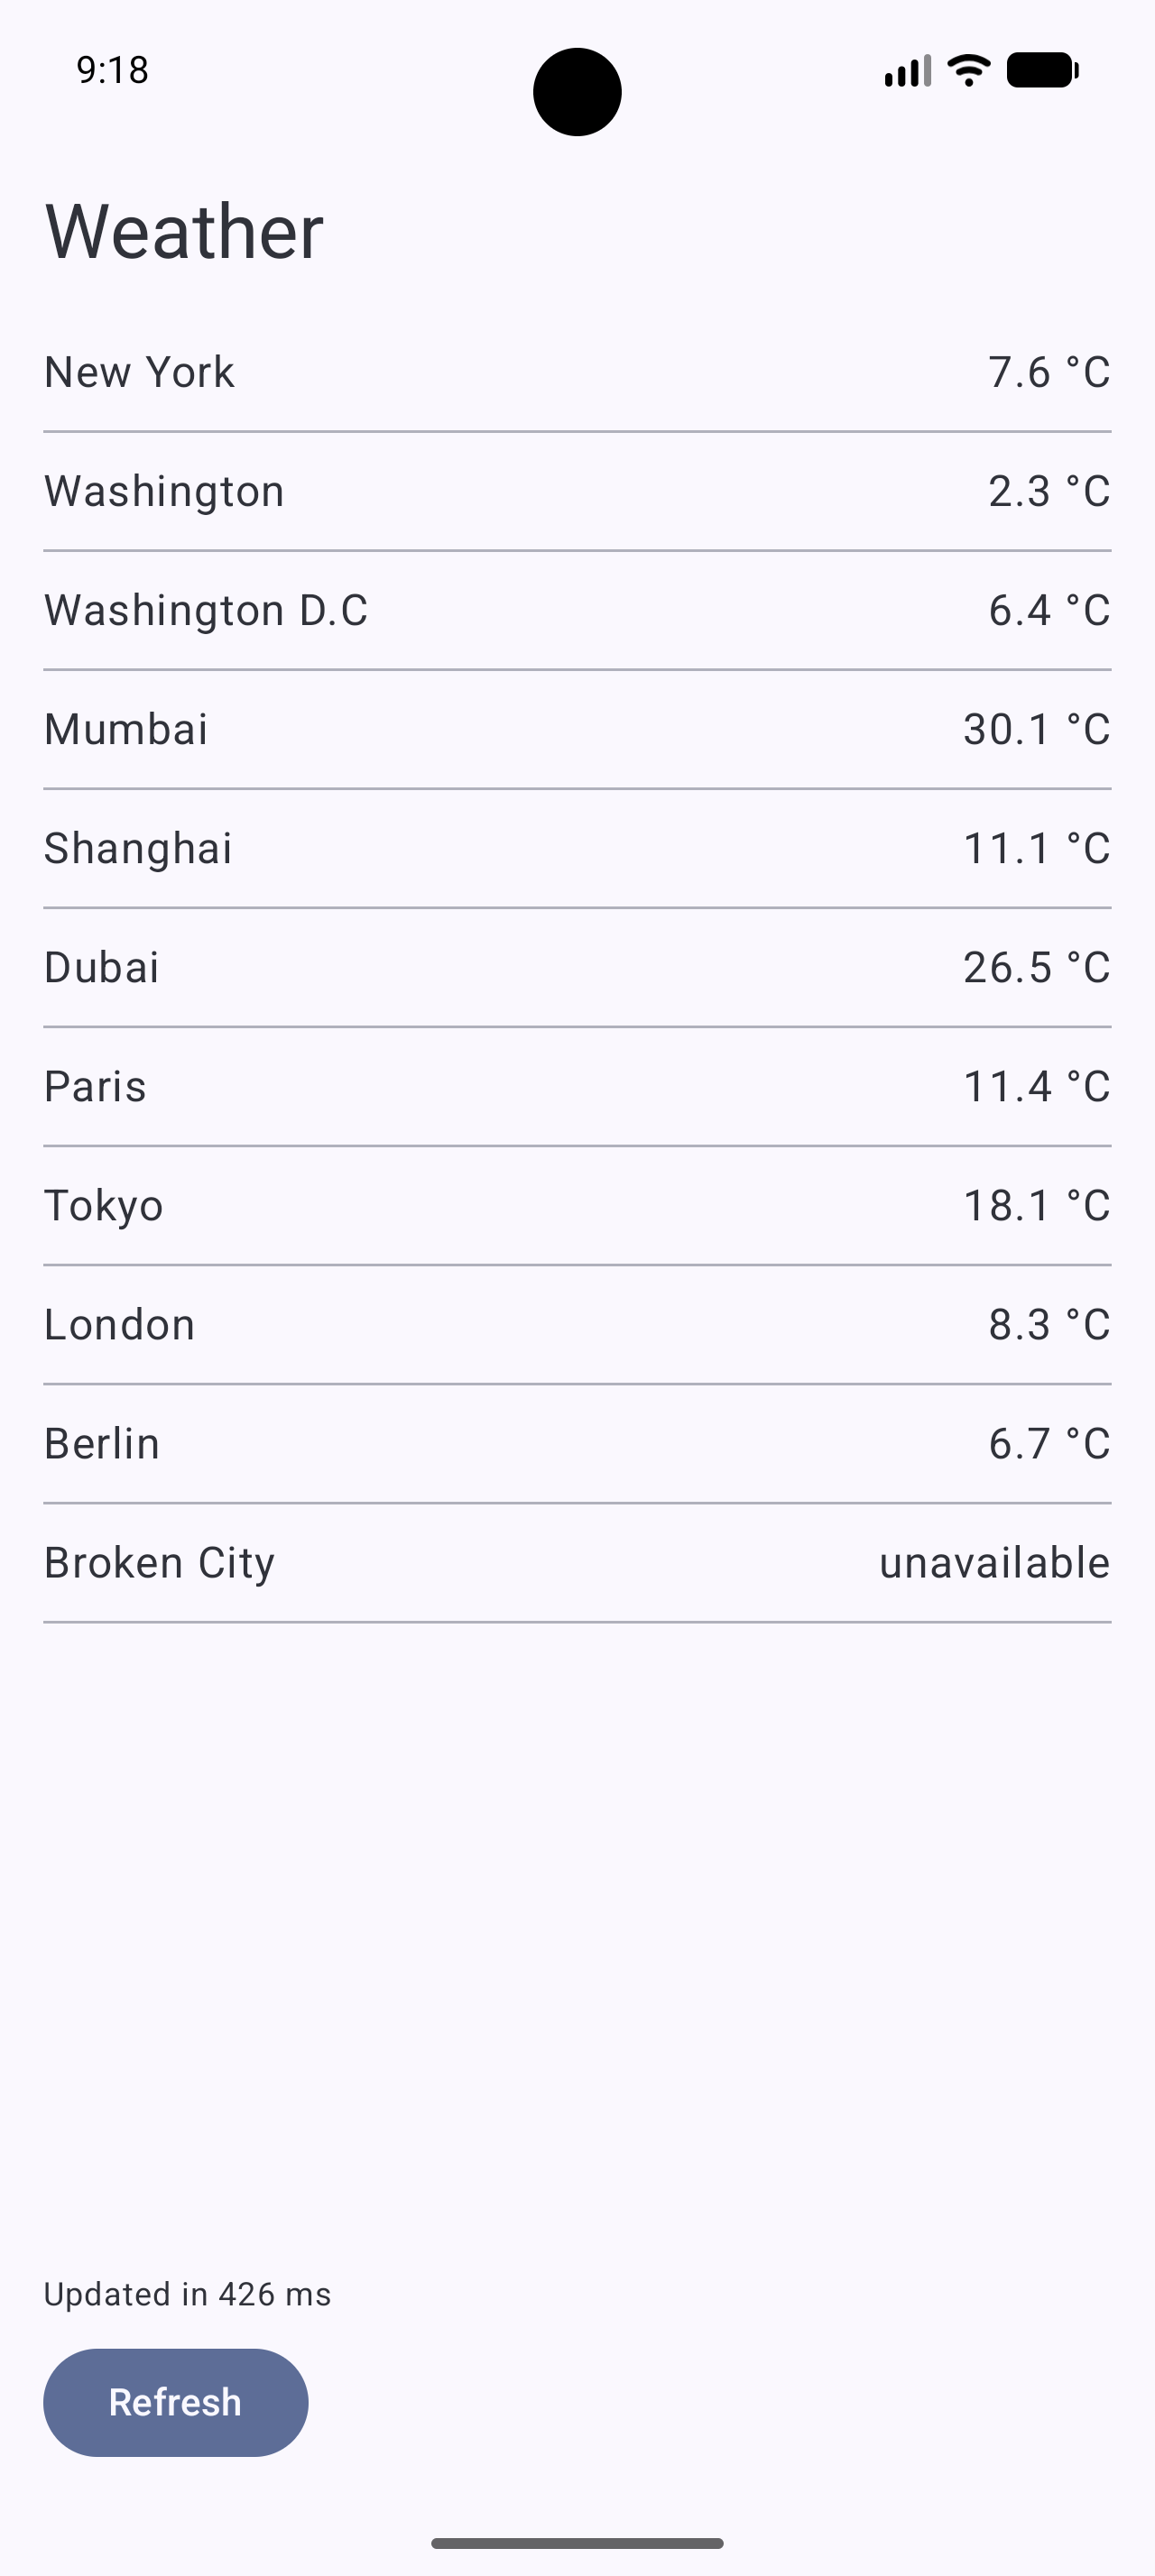 9:18
Weather
New York 7.6 °C
Washington 2.3 °C
Washington D.C 6.4 °C
Mumbai 30.1 °C
Shanghai 11.1 °C
Dubai 26.5 °C
Paris 11.4 °C
Tokyo 18.1 °C
London 8.3 °C
Berlin 6.7 °C
Broken City unavailable
Updated in 426 ms
Refresh